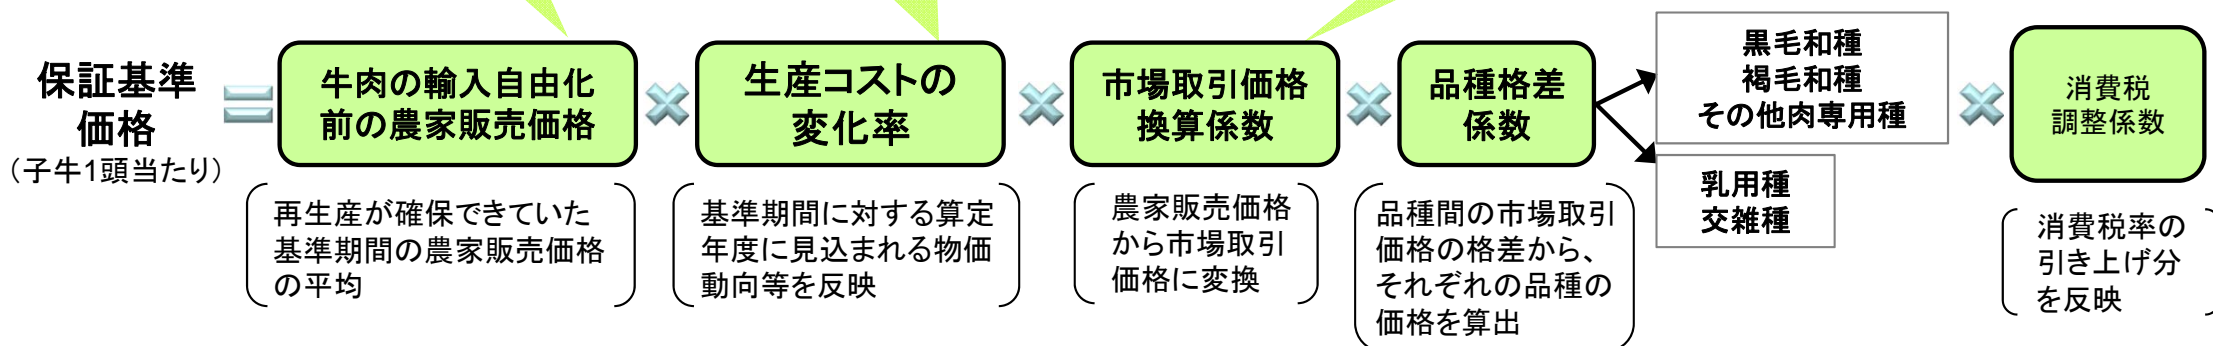 保証基準
価格
（子牛1頭当たり）
＝
牛肉の輸入自由化
前の農家販売価格
再生産が確保できていた
基準期間の農家販売価格
の平均
×
生産コストの
変化率
基準期間に対する算定
年度に見込まれる物価
動向等を反映
×
市場取引価格
換算係数
農家販売価格
から市場取引
価格に変換
×
品種格差
係数
品種間の市場取引
価格の格差から、
それぞれの品種の
価格を算出
黒毛和種
褐毛和種
その他肉専用種
乳用種
交雑種
×
消費税
調整係数
消費税率の
引き上げ分
を反映